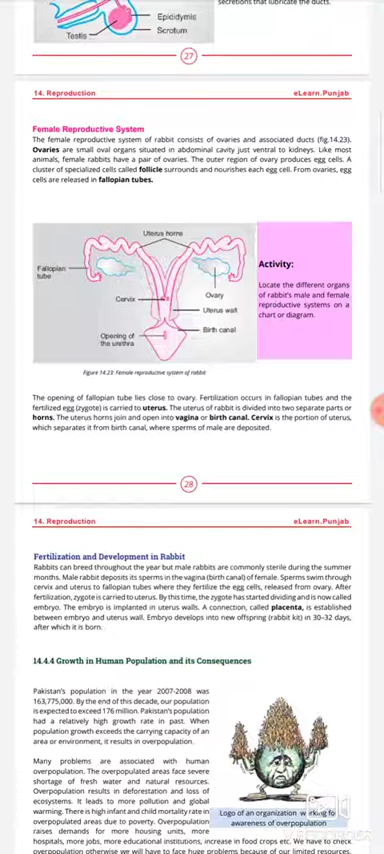 secretions that lubricate the ducts.
Epididymis
Testis
Scrotum
27
14. Reproduction
eLearn.Punjab
Female Reproductive System
The female reproductive system of rabbit consists of ovaries and associated ducts (fig.14.23).
Ovaries are small oval organs situated in abdominal cavity just ventral to kidneys. Like most
animals, female rabbits have a pair of ovaries. The outer region of ovary produces egg cells. A
cluster of specialized cells called follicle surrounds and nourishes each egg cell. From ovaries, egg
cells are released in fallopian tubes.
Uterus horns
Fallopian
tube
Cervix
Ovary
Uterus wall
Birth canal
Opening of
the urethra
Activity:
Locate the different organs
of rabbit's male and female
reproductive systems on a
chart or diagram.
Figure 14.23: Female reproductive system of rabbit
The opening of fallopian tube lies close to ovary. Fertilization occurs in fallopian tubes and the
fertilized egg (zygote) is carried to uterus. The uterus of rabbit is divided into two separate parts or
horns. The uterus horns join and open into vagina or birth canal. Cervix is the portion of uterus,
which separates it from birth canal, where sperms of male are deposited.
28
14. Reproduction
eLearn.Punjab
Fertilization and Development in Rabbit
Rabbits can breed throughout the year but male rabbits are commonly sterile during the summer
months. Male rabbit deposits its sperms in the vagina (birth canal) of female. Sperms swim through
cervix and uterus to fallopian tubes where they fertilize the egg cells, released from ovary. After
fertilization, zygote is carried to uterus. By this time, the zygote has started dividing and is now called
embryo. The embryo is implanted in uterus walls. A connection, called placenta, is established
between embryo and uterus wall. Embryo develops into new offspring (rabbit kit) in 30-32 days,
after which it is born.
14.4.4 Growth in Human Population and its Consequences
Pakistan's population in the year 2007-2008 was
163,775,000. By the end of this decade, our population
is expected to exceed 176 million. Pakistan's population
had a relatively high growth rate in past. When
population growth exceeds the carrying capacity of an
area or environment, it results in overpopulation.
Many problems are associated with human
overpopulation. The overpopulated areas face severe
shortage of fresh water and natural resources.
Overpopulation results in deforestation and loss of
ecosystems. It leads to more pollution and global
warming. There is high infant and child mortality rate in
overpopulated areas due to poverty. Overpopulation
raises demands for more housing units, more
Logo of an organization working for
awareness of overpopulation
hospitals, more jobs, more educational institutions, increase in food crops etc. We have to check
overpopulation otherwise we will have to face huge problems because of our limited resources.